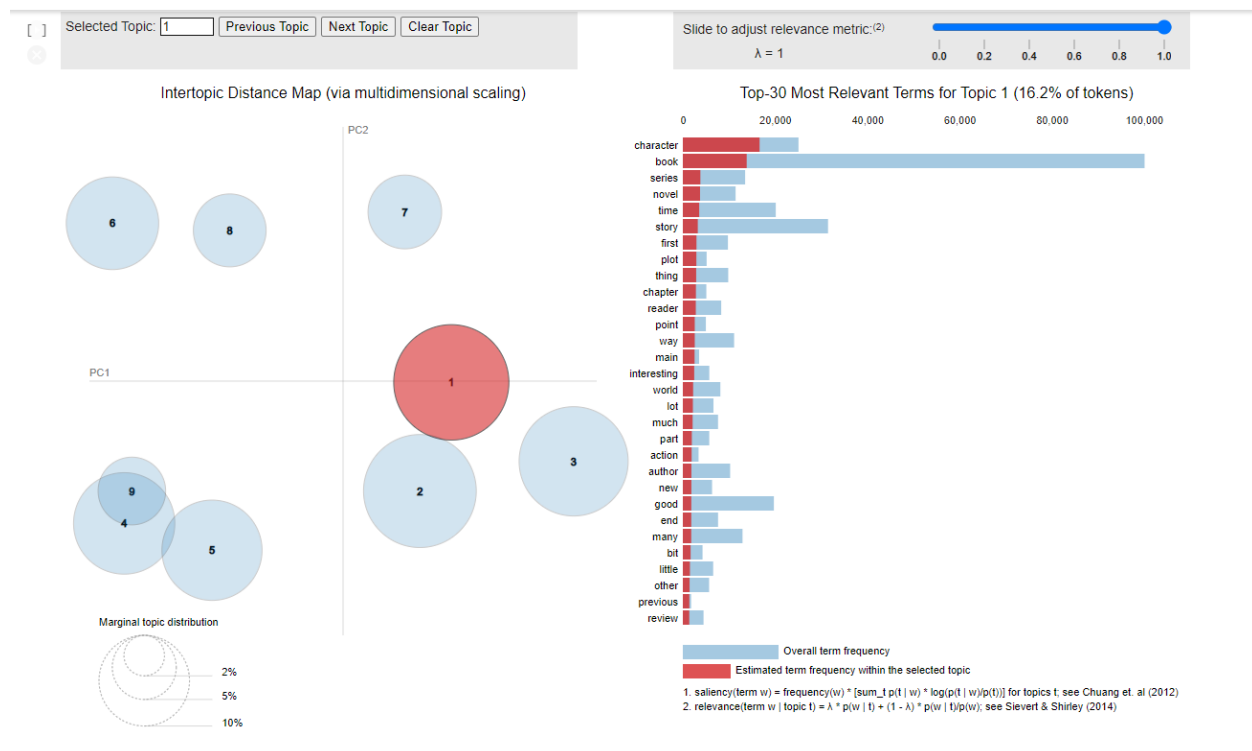 [ ]
Selected Topic: 1 Previous Topic Next Topic Clear Topic
Slide to adjust relevance metric:(2)
λ = 1
0.0 0.2 0.4 0.6 0.8 1.0
Intertopic Distance Map (via multidimensional scaling)
PC2
PC1
6
8
7
1
3
2
9
4
5
Marginal topic distribution
2%
5%
10%
Top-30 Most Relevant Terms for Topic 1 (16.2% of tokens)
0 20,000 40,000 60,000 80,000 100,000
character
book
series
novel
time
story
first
plot
thing
chapter
reader
point
way
main
interesting
world
lot
much
part
action
author
new
good
end
many
bit
little
other
previous
review
Overall term frequency
Estimated term frequency within the selected topic
1. saliency(term w) = frequency(w) * [sum_t p(t | w) * log(p(t | w)/p(t))] for topics t; see Chuang et. al (2012)
2. relevance(term w | topic t) = λ * p(w | t) + (1 - λ) * p(w | t)/p(w); see Sievert & Shirley (2014)